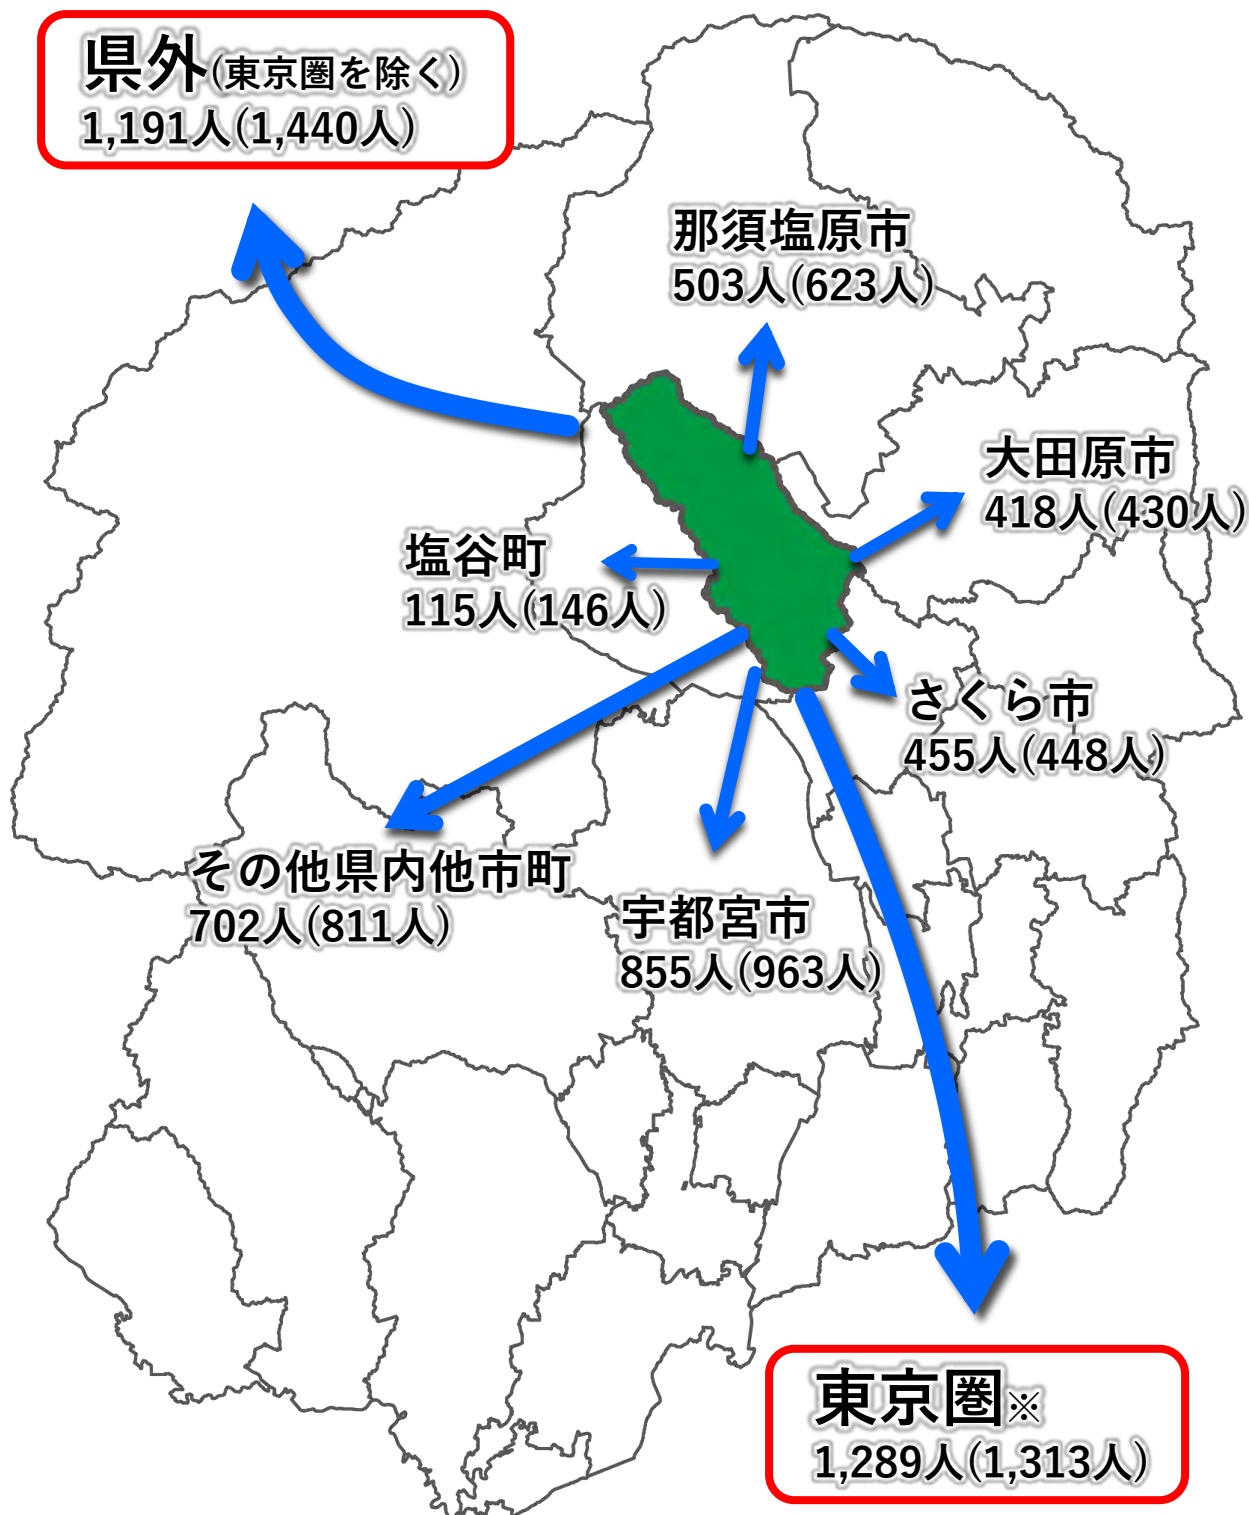 県外(東京圏を除く)
1,191人(1,440人)
那須塩原市
503人(623人)
大田原市
418人(430人)
塩谷町
115人(146人)
さくら市
455人(448人)
その他県内他市町
702人(811人)
宇都宮市
855人(963人)
東京圏※
1,289人(1,313人)